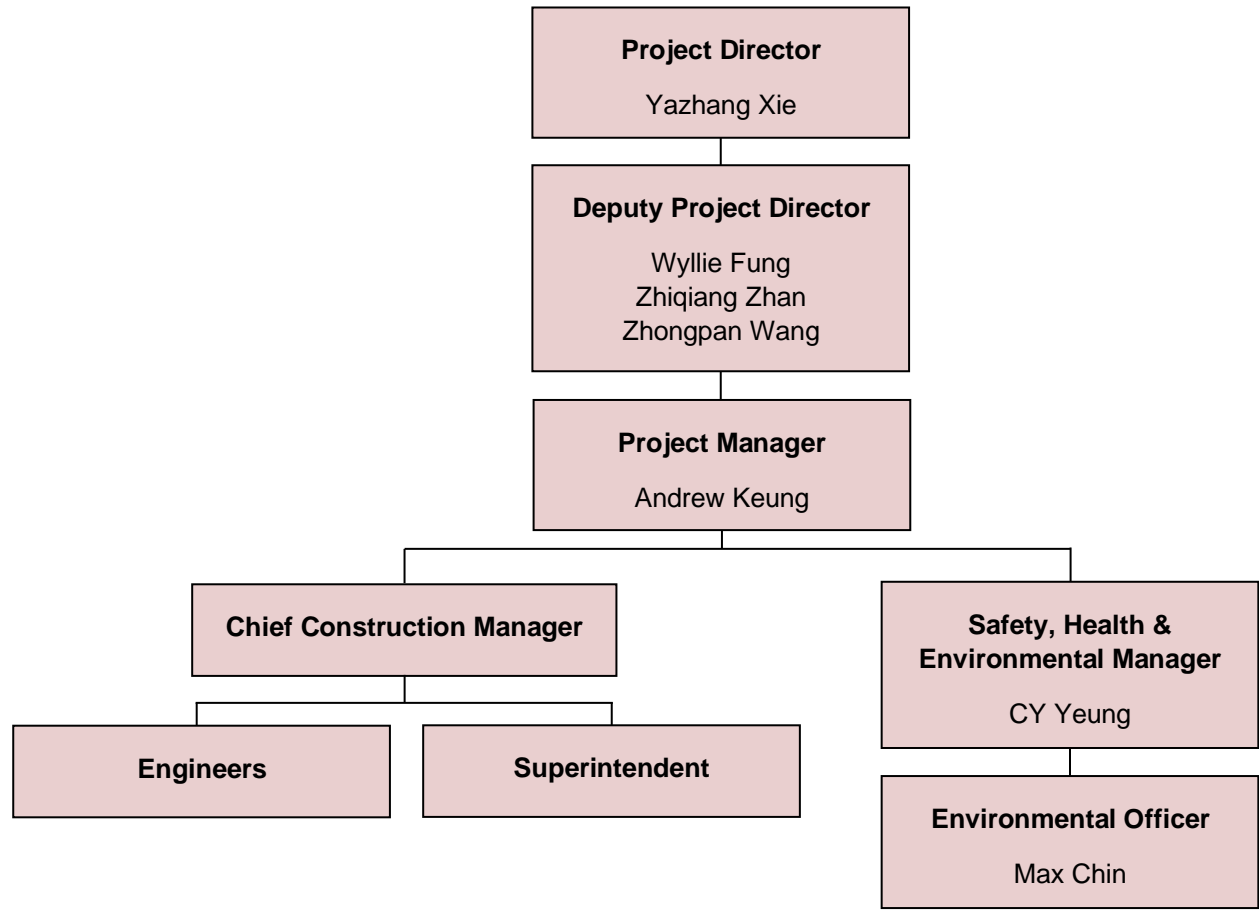 Project Director
Yazhang Xie
Deputy Project Director
Wyllie Fung
Zhiqiang Zhan
Zhongpan Wang
Project Manager
Andrew Keung
Chief Construction Manager
Safety, Health &
Environmental Manager
CY Yeung
Engineers
Superintendent
Environmental Officer
Max Chin